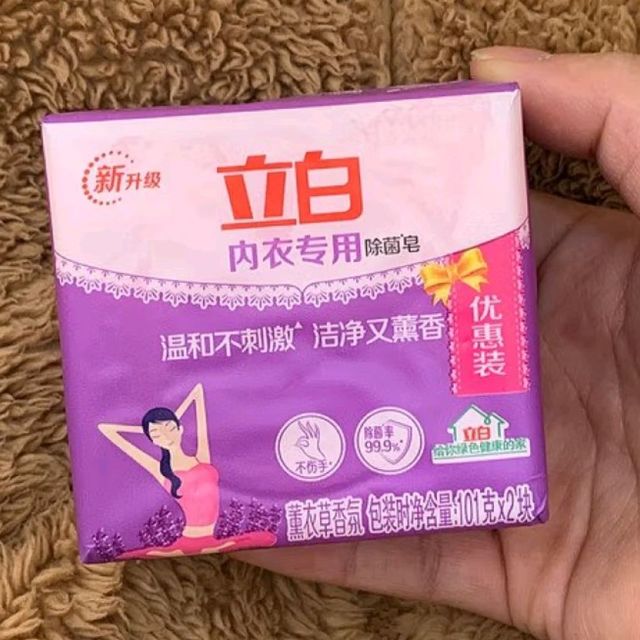 新升级
立白
内衣专用除菌皂
温和不刺激▲ 洁净又薰香
优惠装
不伤手
除菌率
99.9%*
立白
给你绿色健康的家
薰衣草香氛 包装时净含量:101克x2块